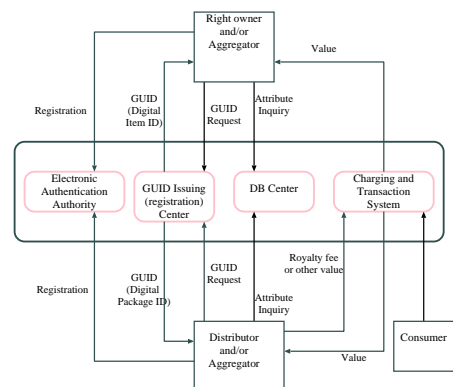 Right owner
and/or
Aggregator
Value
Registration
GUID
(Digital
Item ID)
GUID
Request
Attribute
Inquiry
Electronic
Authentication
Authority
GUID Issuing
(registration)
Center
DB Center
Charging and
Transaction
System
Registration
GUID
(Digital
Package ID)
GUID
Request
Attribute
Inquiry
Royalty fee
or other value
Distributor
and/or
Aggregator
Value
Consumer